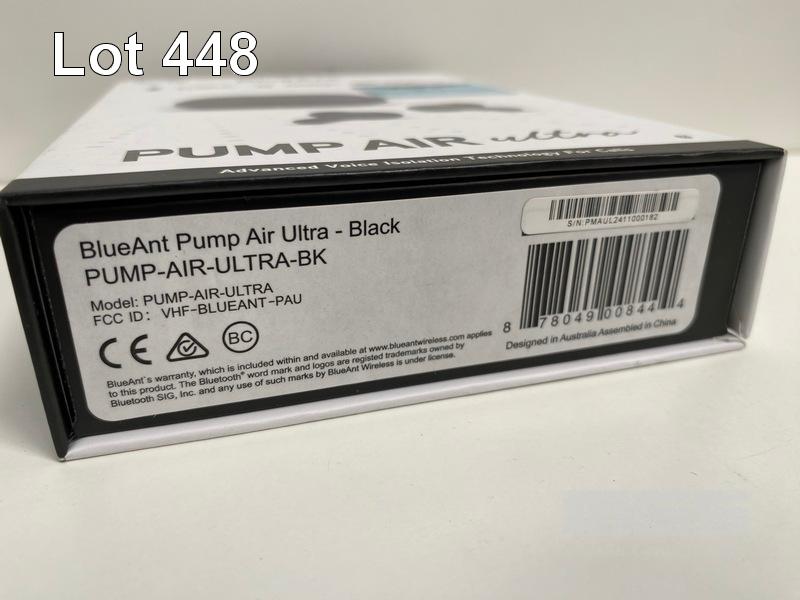 Lot 448
PUMP AIR ultra
Advanced Voice Isolation Technology For Calls
BlueAnt Pump Air Ultra - Black
PUMP-AIR-ULTRA-BK
Model: PUMP-AIR-ULTRA
FCC ID: VHF-BLUEANT-PAU
CE
BC
BlueAnt`s warranty, which is included within and available at www.blueantwireless.com applies
to this product. The Bluetooth® word mark and logos are registed trademarks owned by
Bluetooth SIG, Inc. and any use of such marks by BlueAnt Wireless is under license.
S/N:PMAUL2411000182
8 78049 00844 4
Designed in Australia Assembled in China